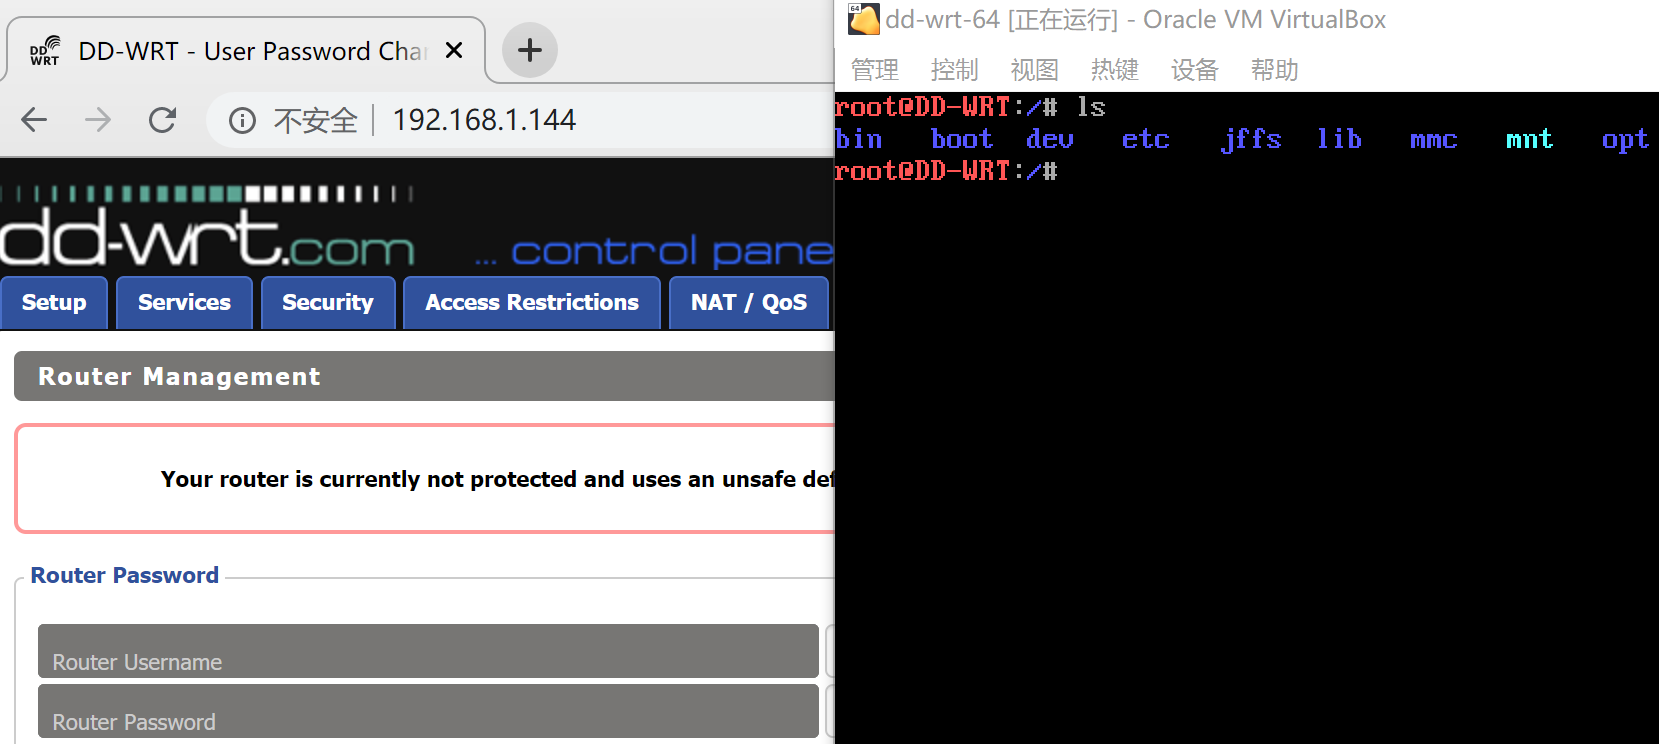 DD-WRT - User Password Cha
不安全 192.168.1.144
DD WRT
dd-wrt.com ... control pane
Setup Services Security Access Restrictions NAT / QoS
Router Management
Your router is currently not protected and uses an unsafe def
Router Password
Router Username
Router Password
64
dd-wrt-64 [正在运行] - Oracle VM VirtualBox
管理 控制 视图 热键 设备 帮助
root@DD-WRT:/# ls
bin boot dev etc jffs lib mmc mnt opt
root@DD-WRT:/#